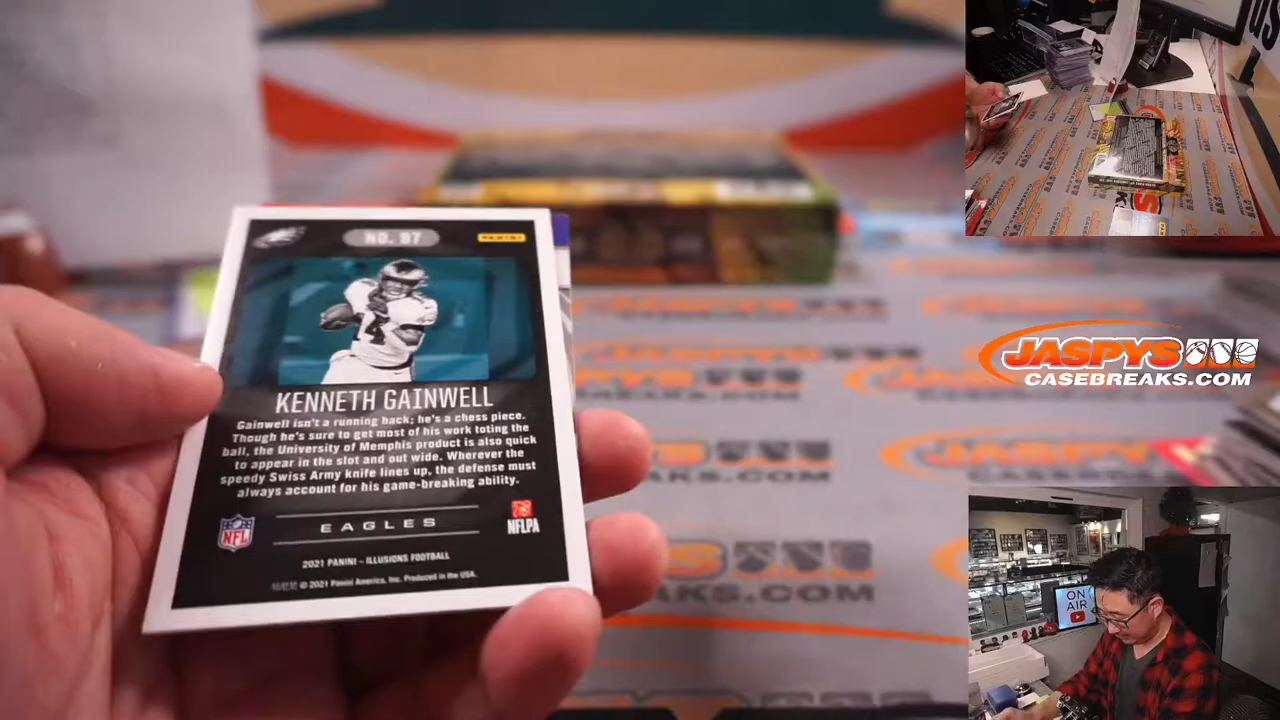 NO. 97
PANINI
14
KENNETH GAINWELL
Gainwell isn't a running back; he's a chess piece.
Though he's sure to get most of his work toting the
ball, the University of Memphis product is also quick
to appear in the slot and out wide. Wherever the
speedy Swiss Army knife lines up, the defense must
always account for his game-breaking ability.
NFL
EAGLES
NFLPA
2021 PANINI - ILLUSIONS FOOTBALL
© 2021 Panini America, Inc. Produced in the USA.
JASPYS
CASEBREAKS.COM
ON
AIR